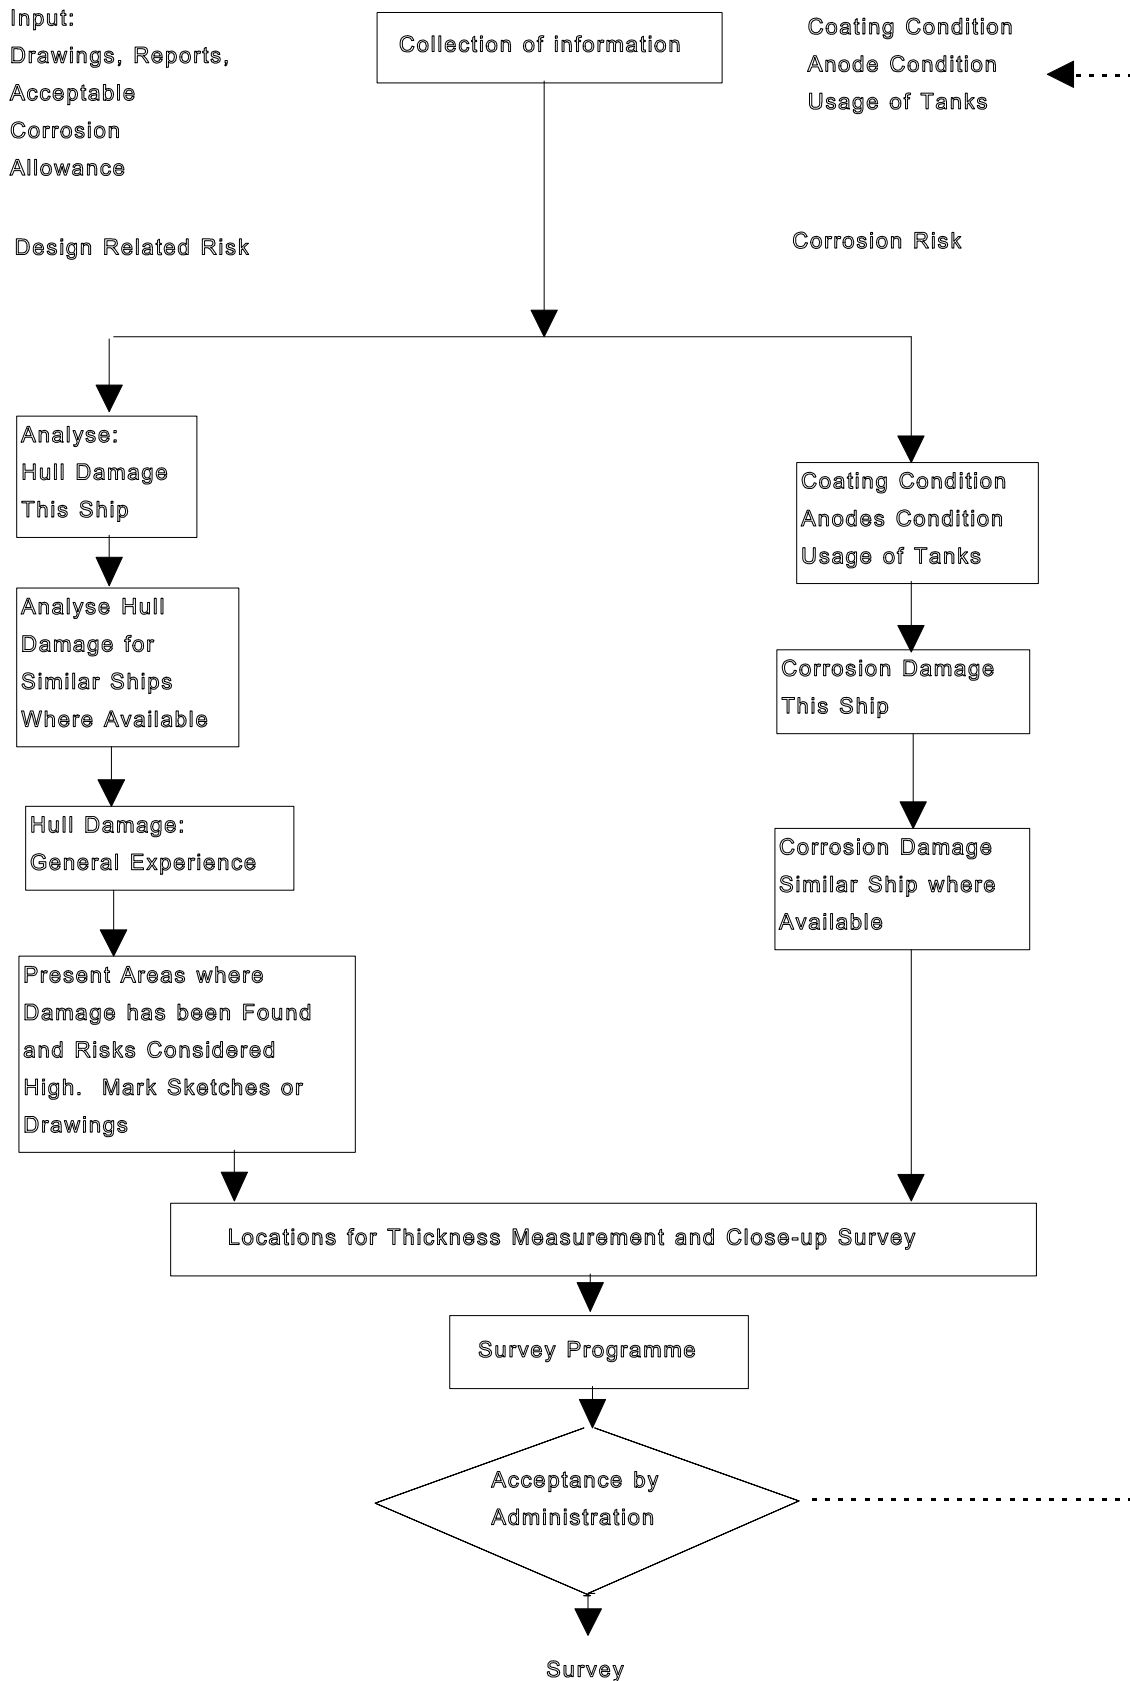 Input:
Drawings, Reports,
Acceptable
Corrosion
Allowance
Collection of information
Coating Condition
Anode Condition
Usage of Tanks
Design Related Risk
Corrosion Risk
Analyse:
Hull Damage
This Ship
Analyse Hull
Damage for
Similar Ships
Where Available
Hull Damage:
General Experience
Present Areas where
Damage has been Found
and Risks Considered
High.  Mark Sketches or
Drawings
Coating Condition
Anodes Condition
Usage of Tanks
Corrosion Damage
This Ship
Corrosion Damage
Similar Ship where
Available
Locations for Thickness Measurement and Close-up Survey
Survey Programme
Acceptance by
Administration
Survey